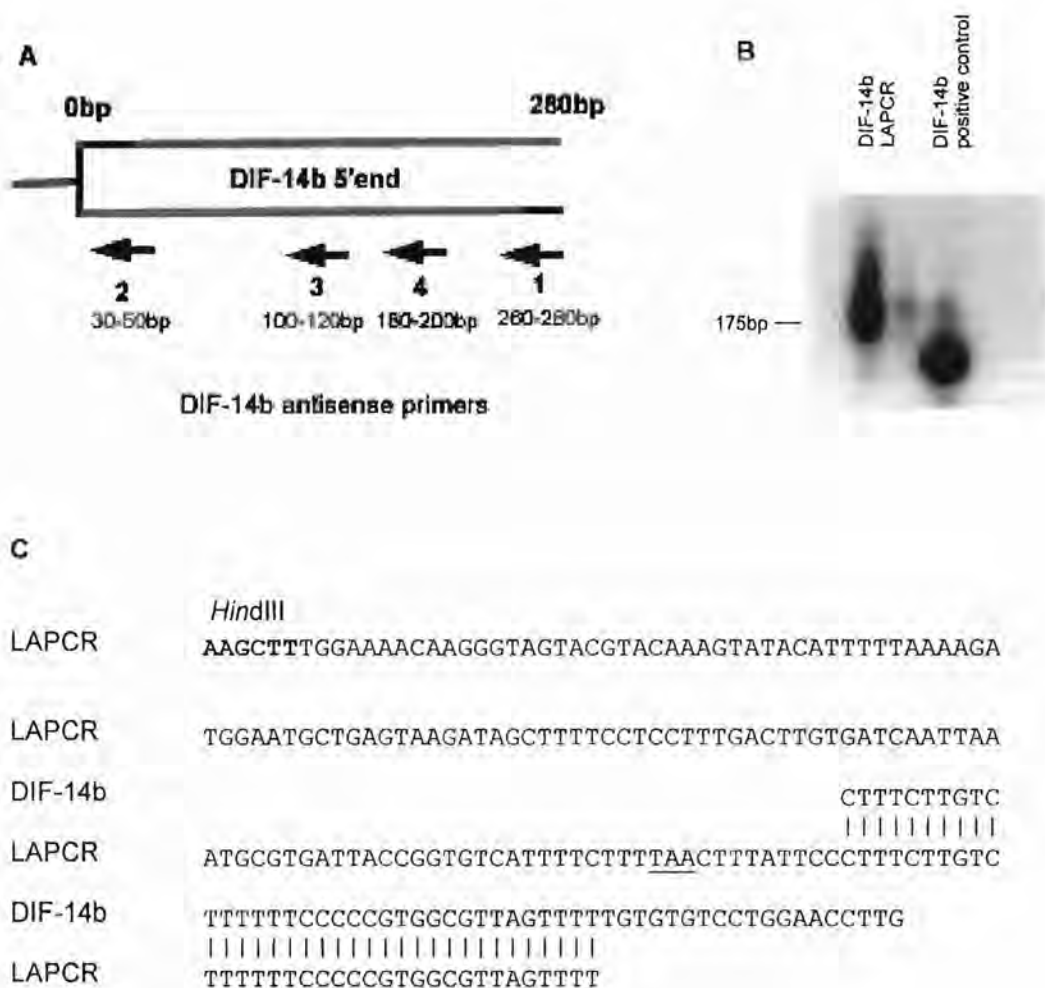 A
B
0bp
280bp
DIF-14b 5'end
2
3
4
1
30-50bp
100-120bp
180-200bp
260-280bp
DIF-14b antisense primers
DIF-14b
LAPCR
DIF-14b
positive control
175bp
C
HindIII
LAPCR AAGCTTTGGAAAACAAGGGTAGTACGTACAAAGTATACATTTTTAAAAGA
LAPCR TGGAATGCTGAGTAAGATAGCTTTTCCTCCTTTGACTTGTGATCAATTAA
DIF-14b CTTTCTTGTC
LAPCR ATGCGTGATTACCGGTGTCATTTTCTTTTAACTTTATTCCCTTTCTTGTC
DIF-14b TTTTTTCCCCCGTGGCGTTAGTTTTTGTGTGTCCTGGAACCTTG
LAPCR TTTTTTCCCCCGTGGCGTTAGTTTT